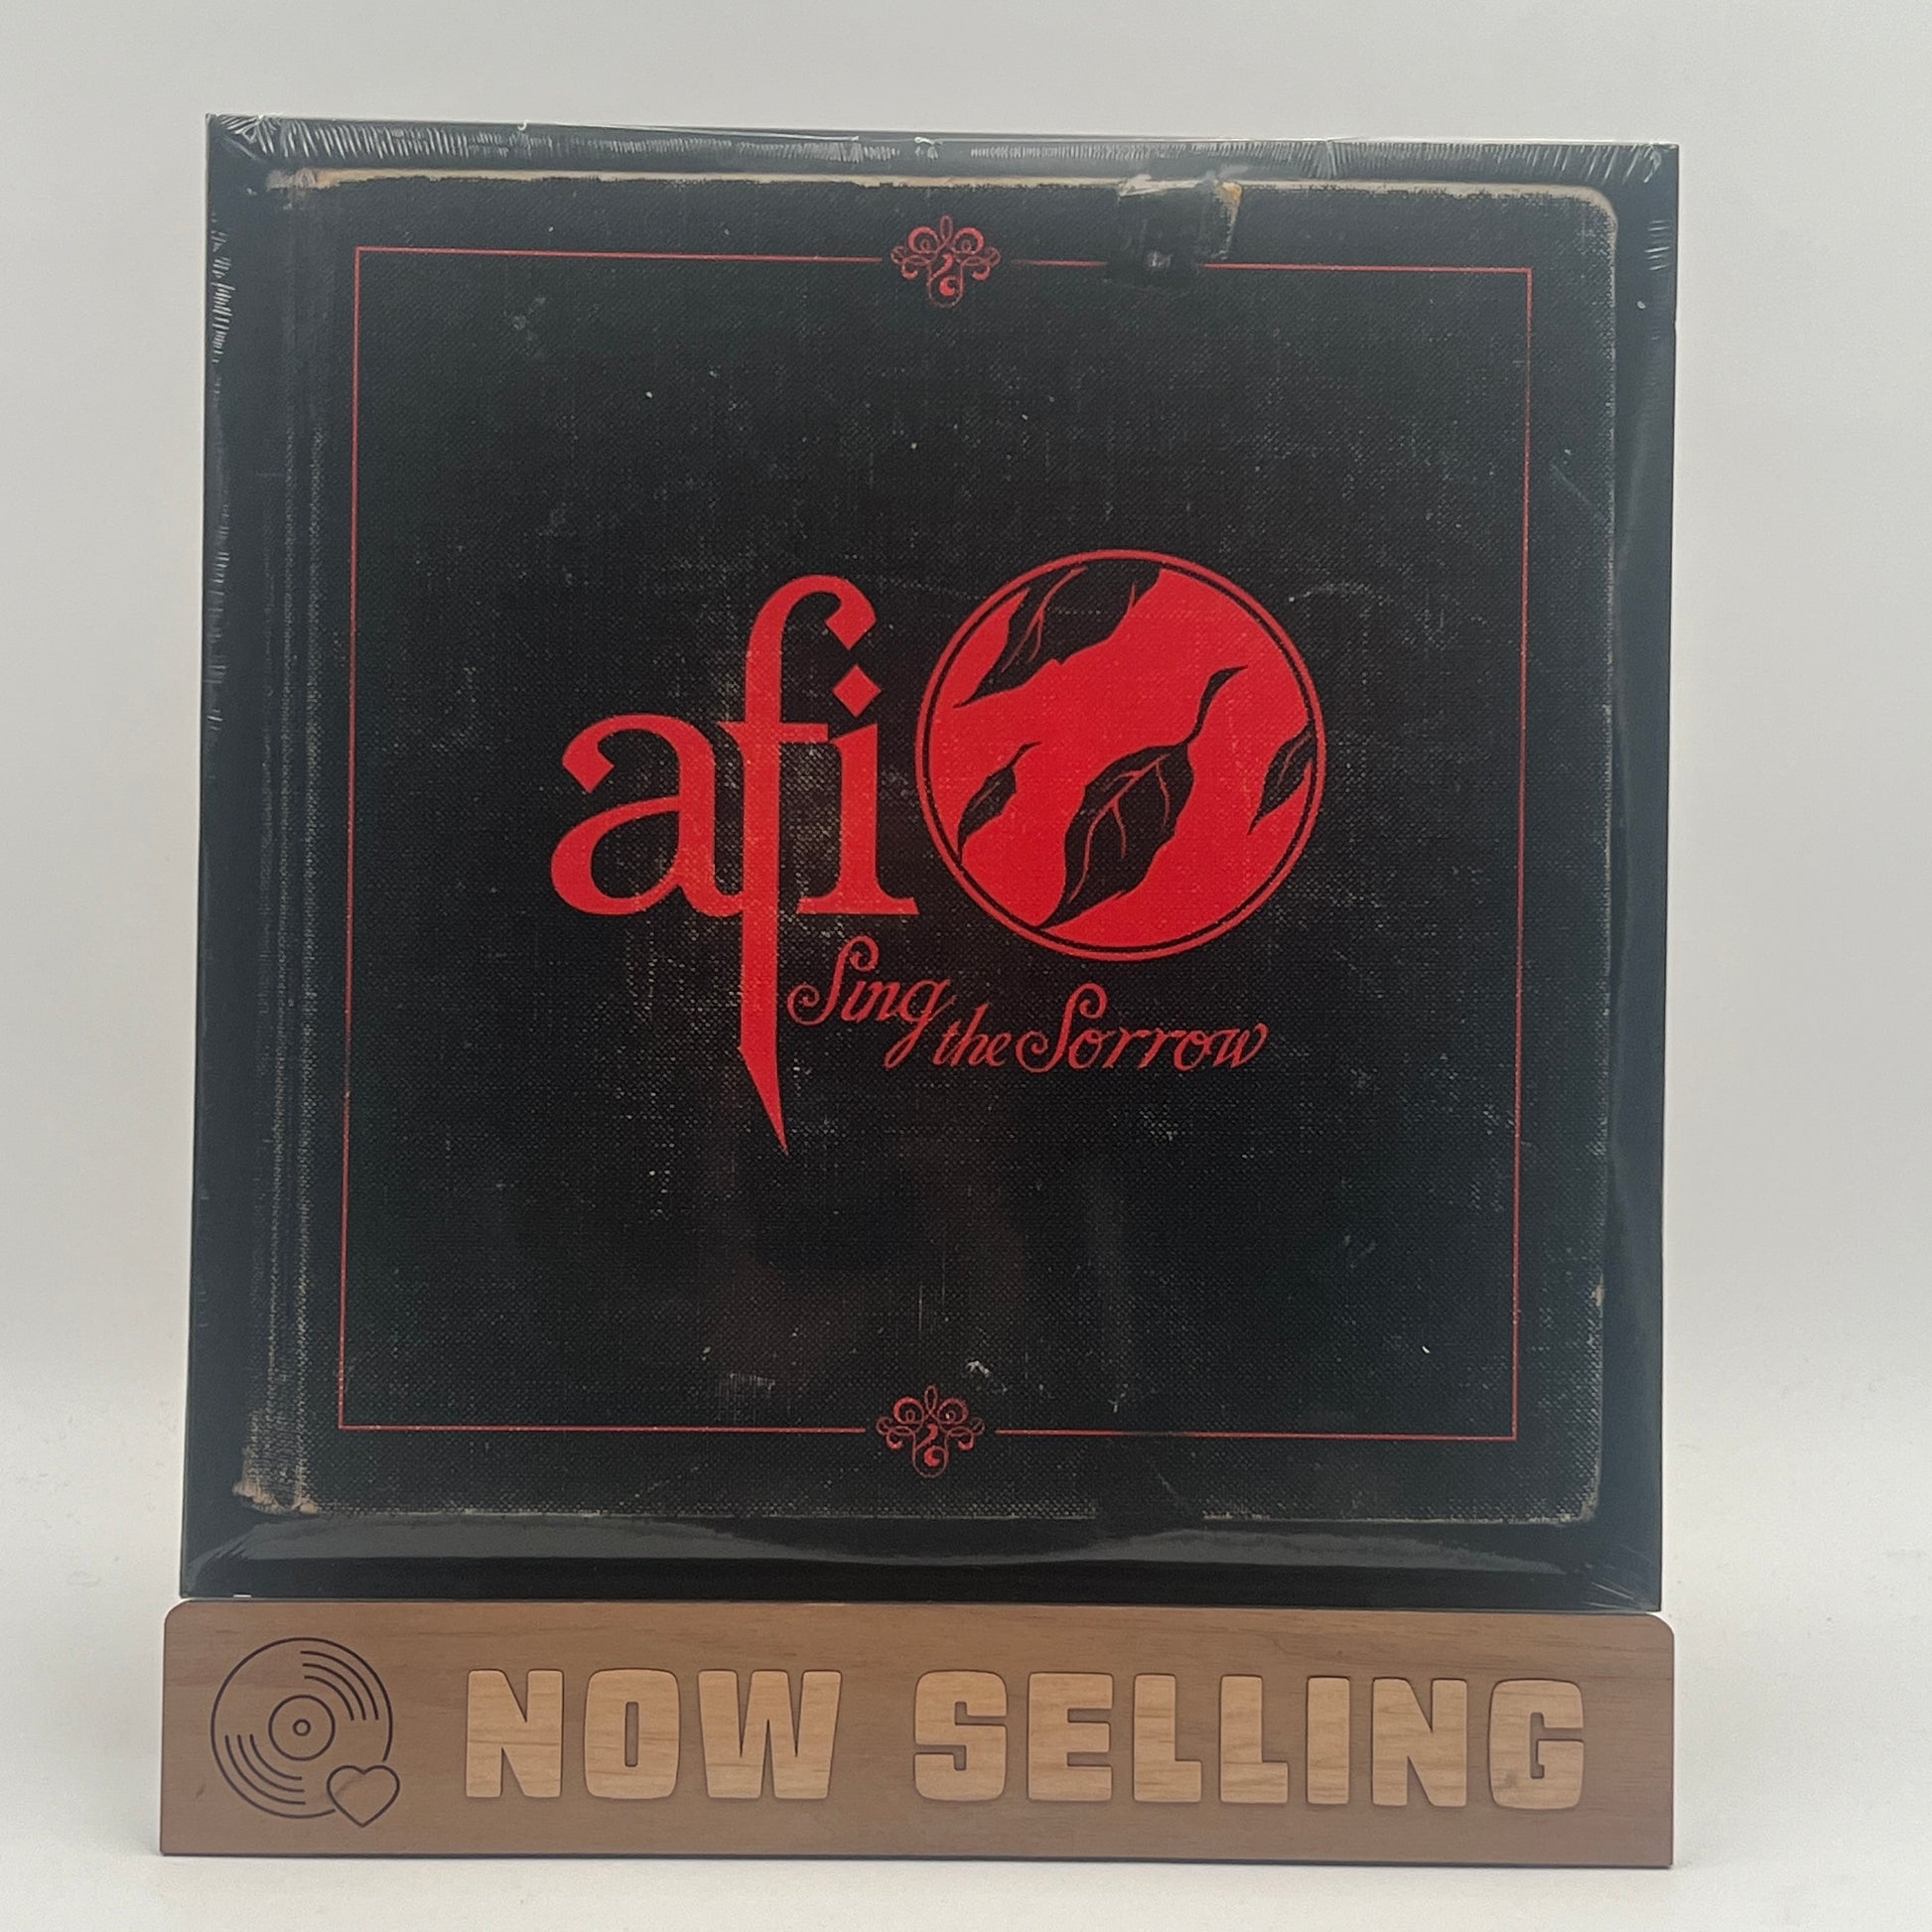 afi
Sing the Sorrow
NOW SELLING